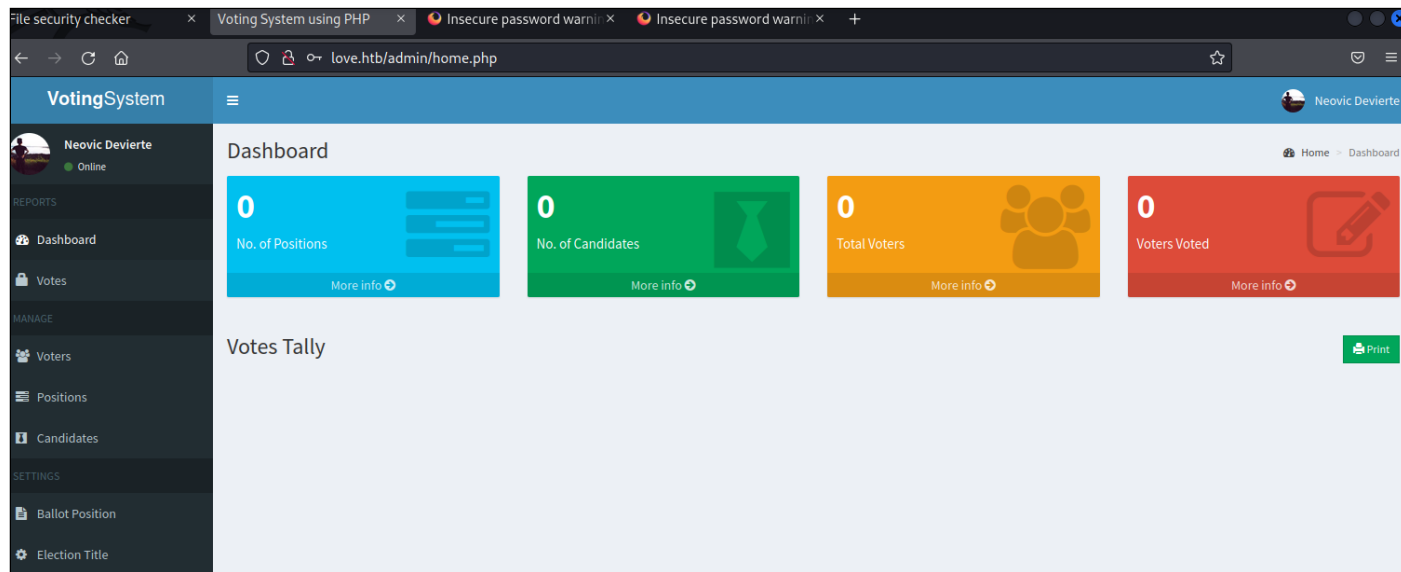 File security checker × Voting System using PHP × Insecure password warnin × Insecure password warnin × +
love.htb/admin/home.php
VotingSystem Neovic Devierte
Neovic Devierte
Online
Dashboard Home > Dashboard
REPORTS
Dashboard
Votes
MANAGE
Voters
Positions
Candidates
SETTINGS
Ballot Position
Election Title
0 0 0 0
No. of Positions No. of Candidates Total Voters Voters Voted
More info More info More info More info
Votes Tally Print